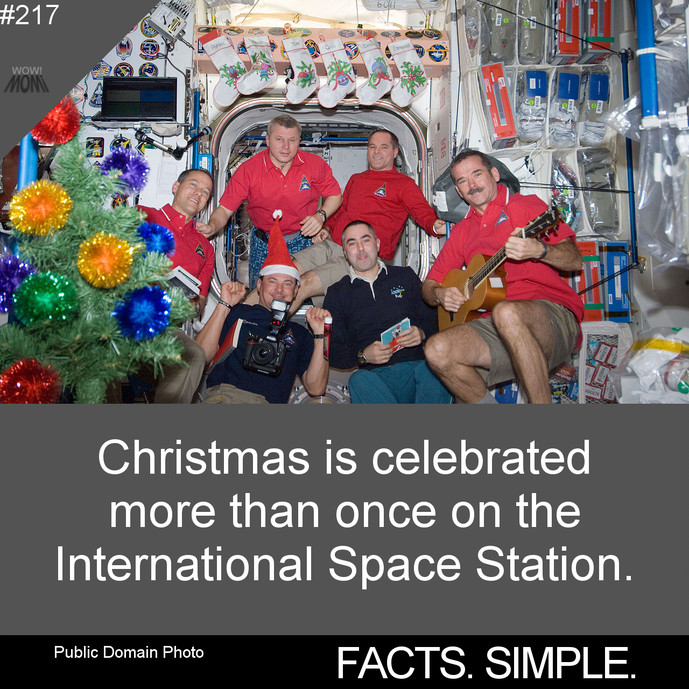 #217
WOW!
MOM!
Christmas is celebrated
more than once on the
International Space Station.
Public Domain Photo
FACTS. SIMPLE.